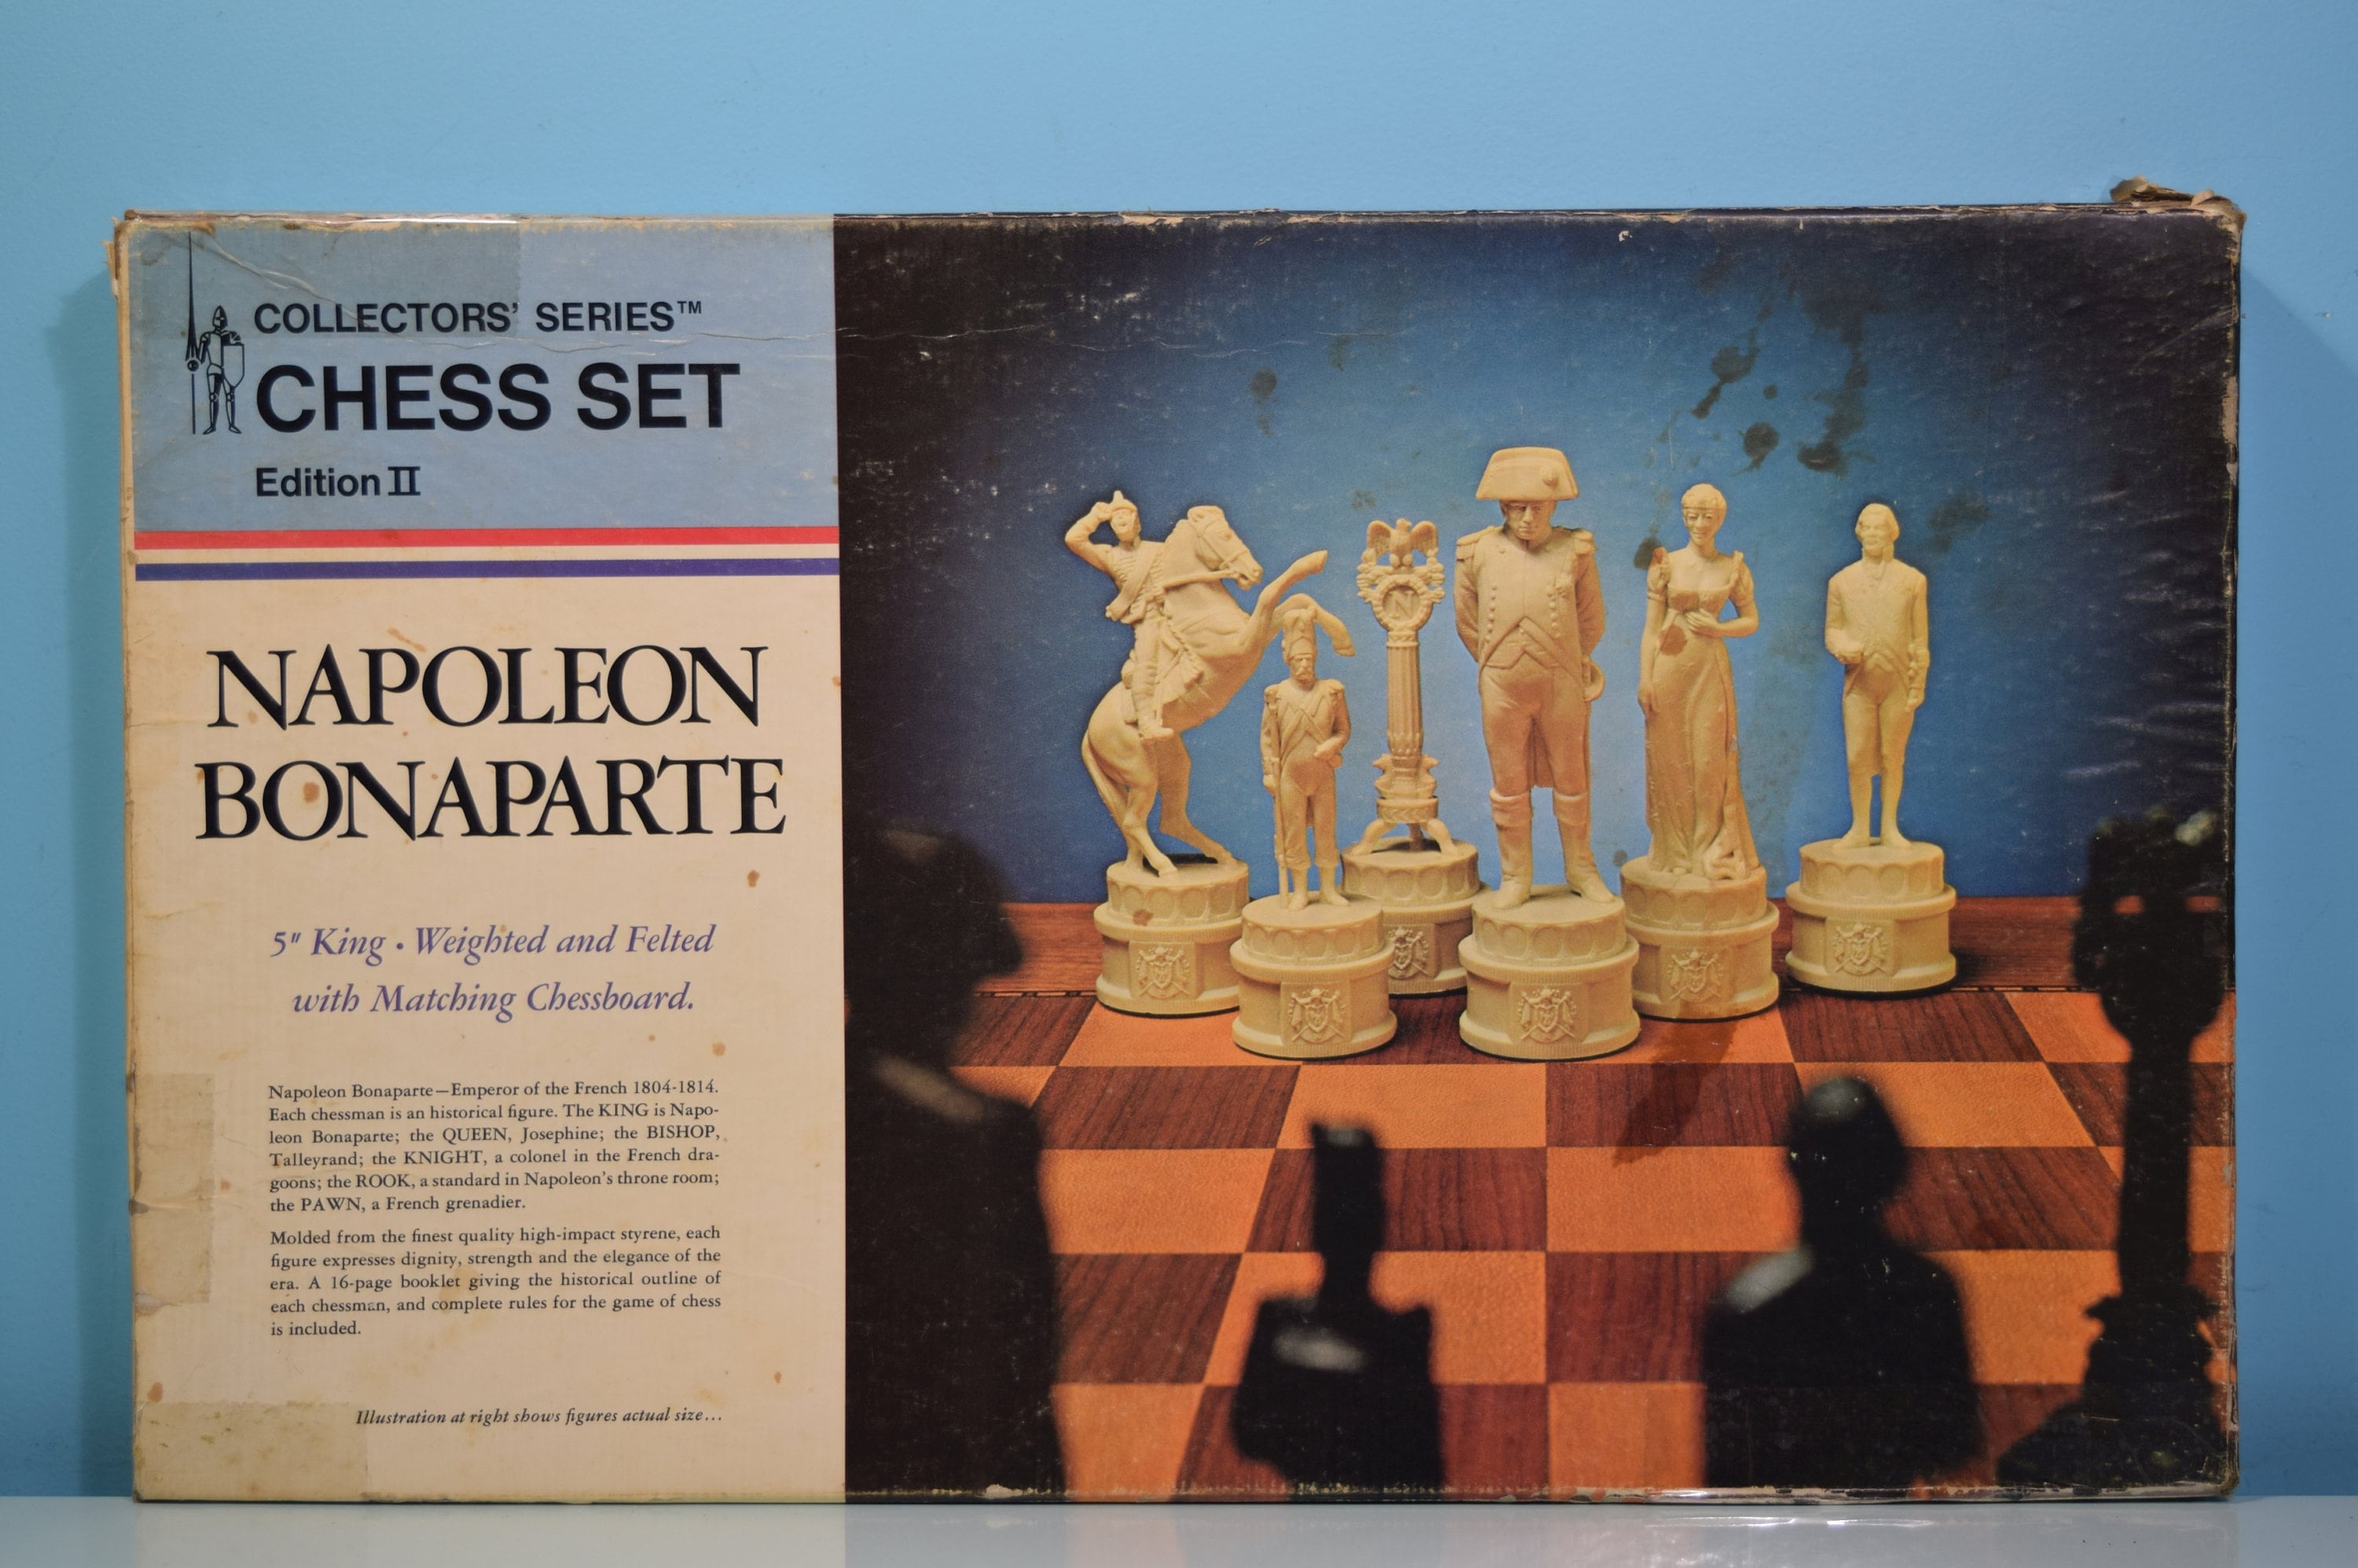 COLLECTORS' SERIES™
CHESS SET
Edition II
NAPOLEON
BONAPARTE
5" King • Weighted and Felted
with Matching Chessboard.
Napoleon Bonaparte—Emperor of the French 1804-1814.
Each chessman is an historical figure. The KING is Napo-
leon Bonaparte; the QUEEN, Josephine; the BISHOP,
Talleyrand; the KNIGHT, a colonel in the French dra-
goons; the ROOK, a standard in Napoleon's throne room;
the PAWN, a French grenadier.
Molded from the finest quality high-impact styrene, each
figure expresses dignity, strength and the elegance of the
era. A 16-page booklet giving the historical outline of
each chessman, and complete rules for the game of chess
is included.
Illustration at right shows figures actual size...
N